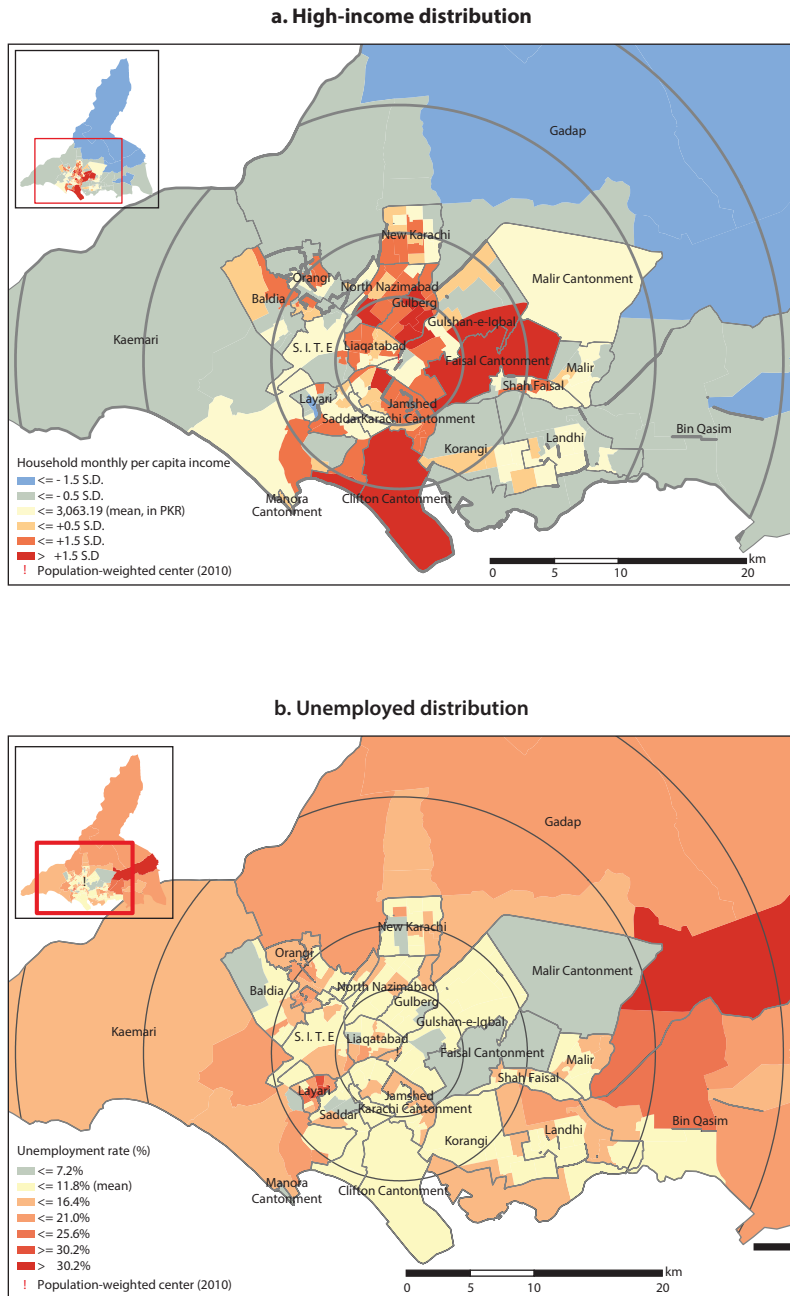 a. High-income distribution
Gadap
New Karachi
Orangi
North Nazimabad
Malir Cantonment
Baldia
Gulberg
Gulshan-e-Iqbal
Kaemari
S. I. T. E
Liaqatabad
Faisal Cantonment
Malir
Shah Faisal
Layari
Jamshed
Saddar
Karachi Cantonment
Bin Qasim
Landhi
Korangi
Manora
Cantonment
Clifton Cantonment
Household monthly per capita income
<= - 1.5 S.D.
<= - 0.5 S.D.
<= 3,063.19 (mean, in PKR)
<= +0.5 S.D.
<= +1.5 S.D.
> +1.5 S.D
! Population-weighted center (2010)
km
0 5 10 20
b. Unemployed distribution
!
Gadap
New Karachi
Orangi
Malir Cantonment
Baldia
North Nazimabad
Gulberg
Kaemari
Gulshan-e-Iqbal
S. I. T. E
Liaqatabad
!
Faisal Cantonment
Malir
Shah Faisal
Layari
Jamshed
Karachi Cantonment
Saddar
Bin Qasim
Landhi
Korangi
Manora
Cantonment
Clifton Cantonment
Unemployment rate (%)
<= 7.2%
<= 11.8% (mean)
<= 16.4%
<= 21.0%
<= 25.6%
>= 30.2%
> 30.2%
! Population-weighted center (2010)
km
0 5 10 20